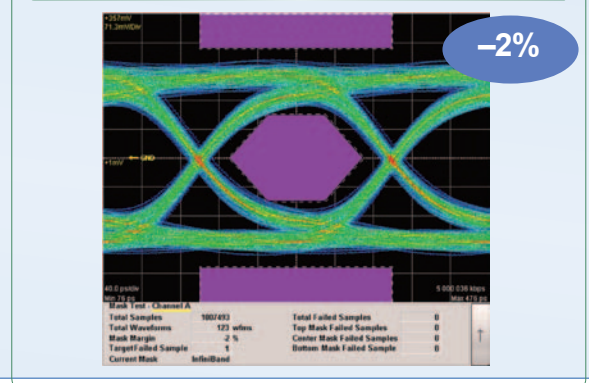 +357mV
71.3mV/Div
–2%
+1mV
GND
40.0 ps/div
5 000 036 kbps
Min 76 ps
Max 476 ps
Mask Test - Channel A
Total Samples 1007493 Total Failed Samples 0
Total Waveforms 123 wfms Top Mask Failed Samples 0
Mask Margin -2 % Center Mask Failed Samples 0
Target Failed Sample 1 Bottom Mask Failed Sample 0
Current Mask InfiniBand